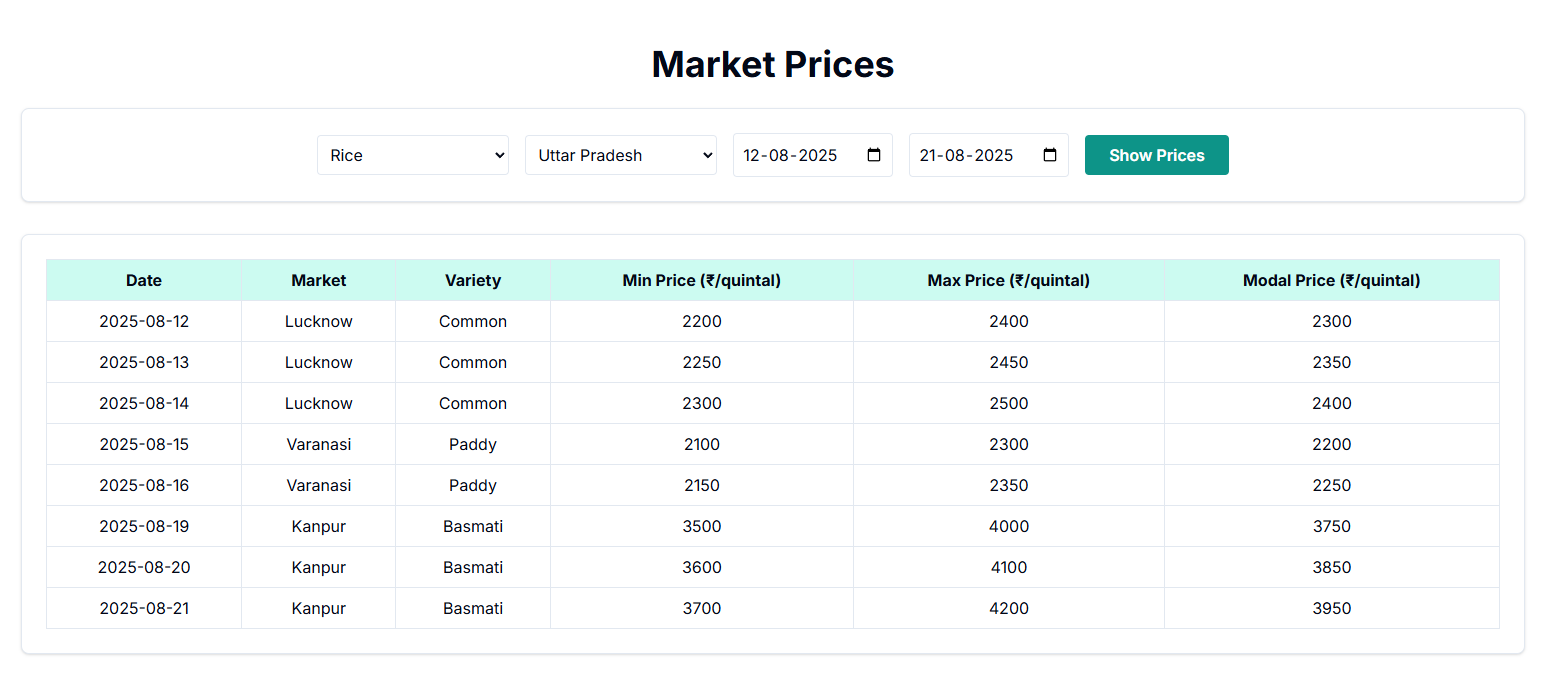 Market Prices
Rice Uttar Pradesh 12-08-2025 21-08-2025 Show Prices
Date Market Variety Min Price (₹/quintal) Max Price (₹/quintal) Modal Price (₹/quintal)
2025-08-12 Lucknow Common 2200 2400 2300
2025-08-13 Lucknow Common 2250 2450 2350
2025-08-14 Lucknow Common 2300 2500 2400
2025-08-15 Varanasi Paddy 2100 2300 2200
2025-08-16 Varanasi Paddy 2150 2350 2250
2025-08-19 Kanpur Basmati 3500 4000 3750
2025-08-20 Kanpur Basmati 3600 4100 3850
2025-08-21 Kanpur Basmati 3700 4200 3950